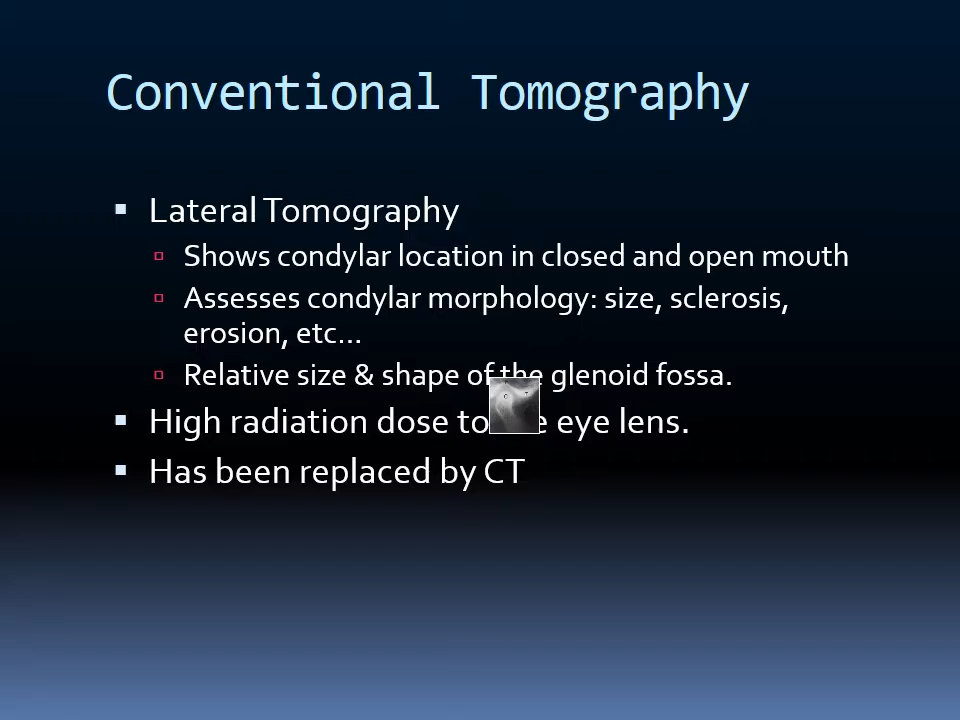 Conventional Tomography
▪ Lateral Tomography
▫ Shows condylar location in closed and open mouth
▫ Assesses condylar morphology: size, sclerosis,
erosion, etc…
▫ Relative size & shape of the glenoid fossa.
▪ High radiation dose to eye lens.
▪ Has been replaced by CT